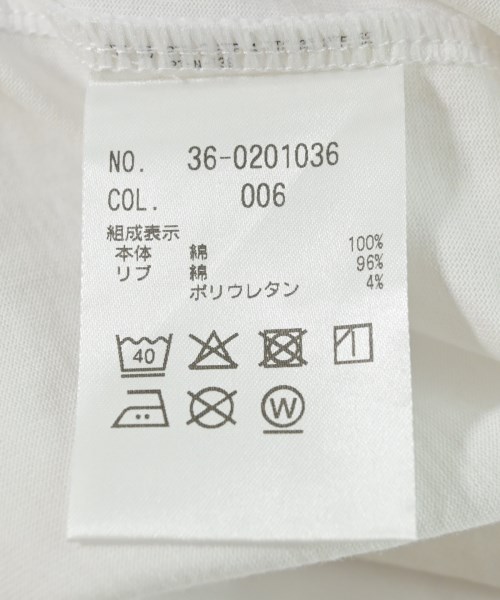 NO. 36-0201036
COL. 006
組成表示
本体 綿 100%
リブ 綿 96%
ポリウレタン 4%
40
W